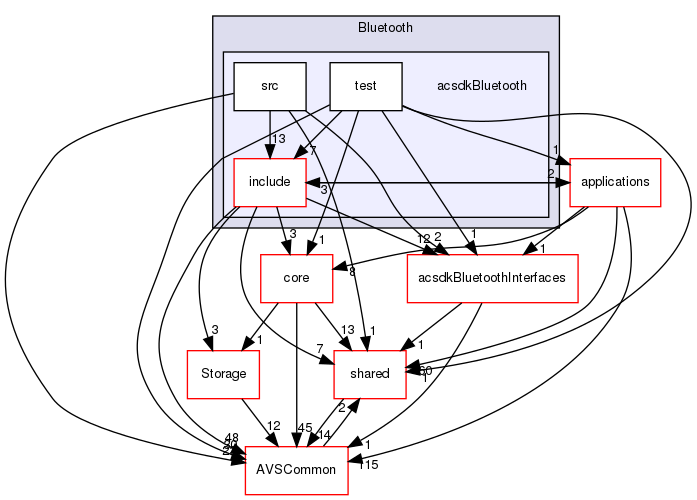 Bluetooth
src
test
acsdkBluetooth
13
7
1
include
3
2
applications
3
1
12
2
1
1
core
8
acsdkBluetoothInterfaces
3
1
7
13
1
1
60
1
Storage
shared
12
45
14
2
48
1
115
AVSCommon